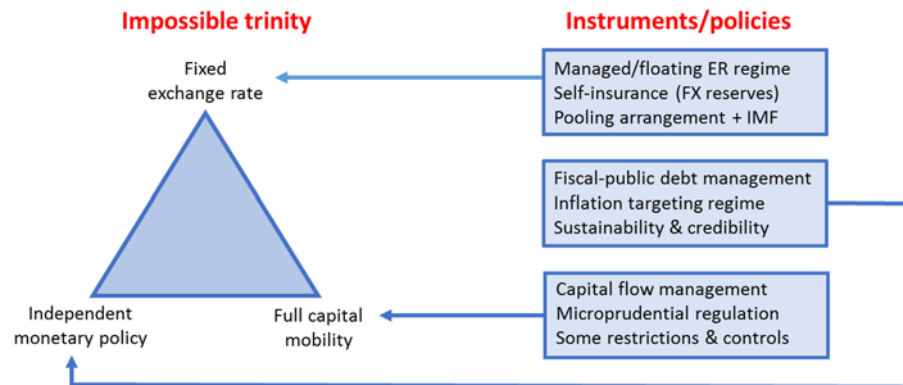 Impossible trinity
Instruments/policies
Fixed
exchange rate
Managed/floating ER regime
Self-insurance (FX reserves)
Pooling arrangement + IMF
Fiscal-public debt management
Inflation targeting regime
Sustainability & credibility
Independent
monetary policy
Full capital
mobility
Capital flow management
Microprudential regulation
Some restrictions & controls